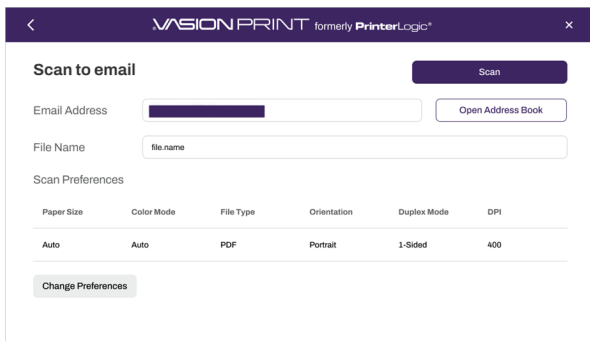 VASION PRINT formerly PrinterLogic®
Scan to email
Scan
Email Address
Open Address Book
File Name
file.name
Scan Preferences
Paper Size Color Mode File Type Orientation Duplex Mode DPI
Auto Auto PDF Portrait 1-Sided 400
Change Preferences